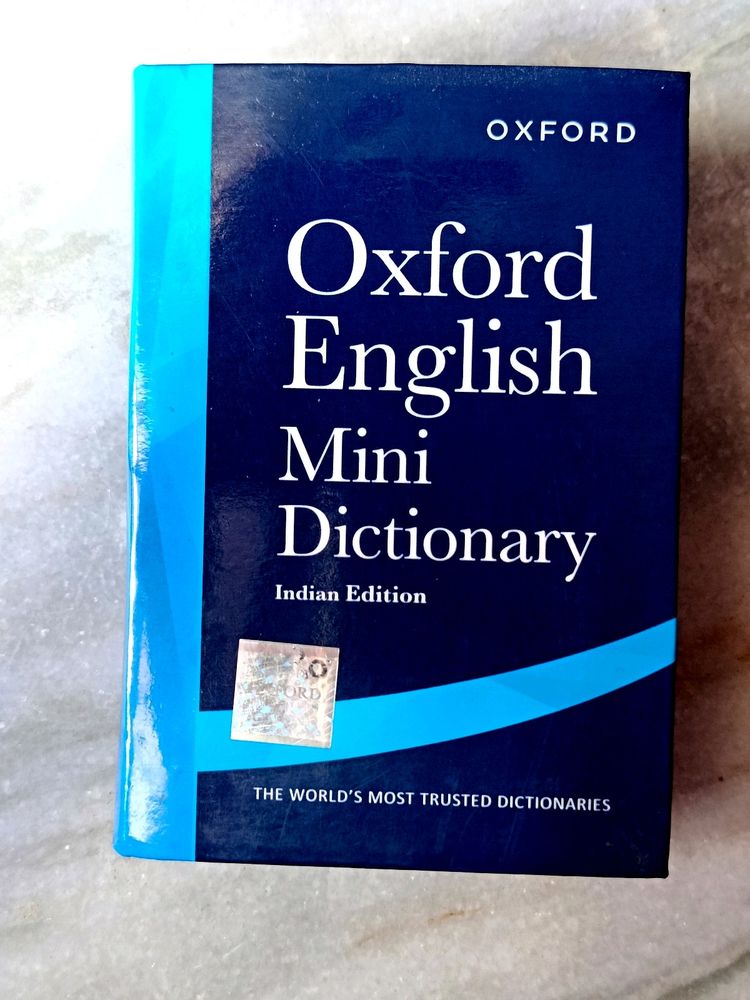 OXFORD
Oxford
English
Mini
Dictionary
Indian Edition
THE WORLD'S MOST TRUSTED DICTIONARIES